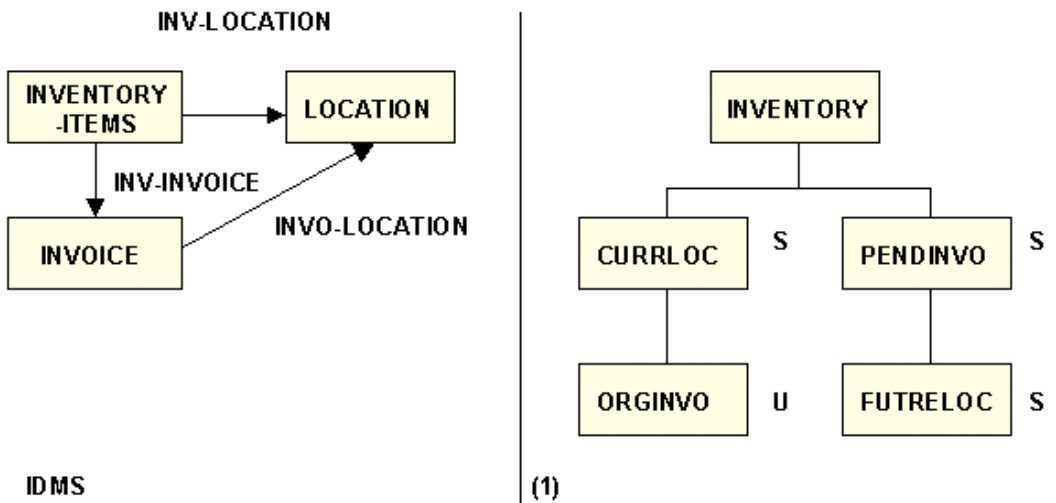 INV-LOCATION
INVENTORY
-ITEMS
LOCATION
INV-INVOICE
INVO-LOCATION
INVOICE
IDMS
INVENTORY
CURRLOC
S
PENDINVO
S
ORGINVO
U
FUTRELOC
S
(1)